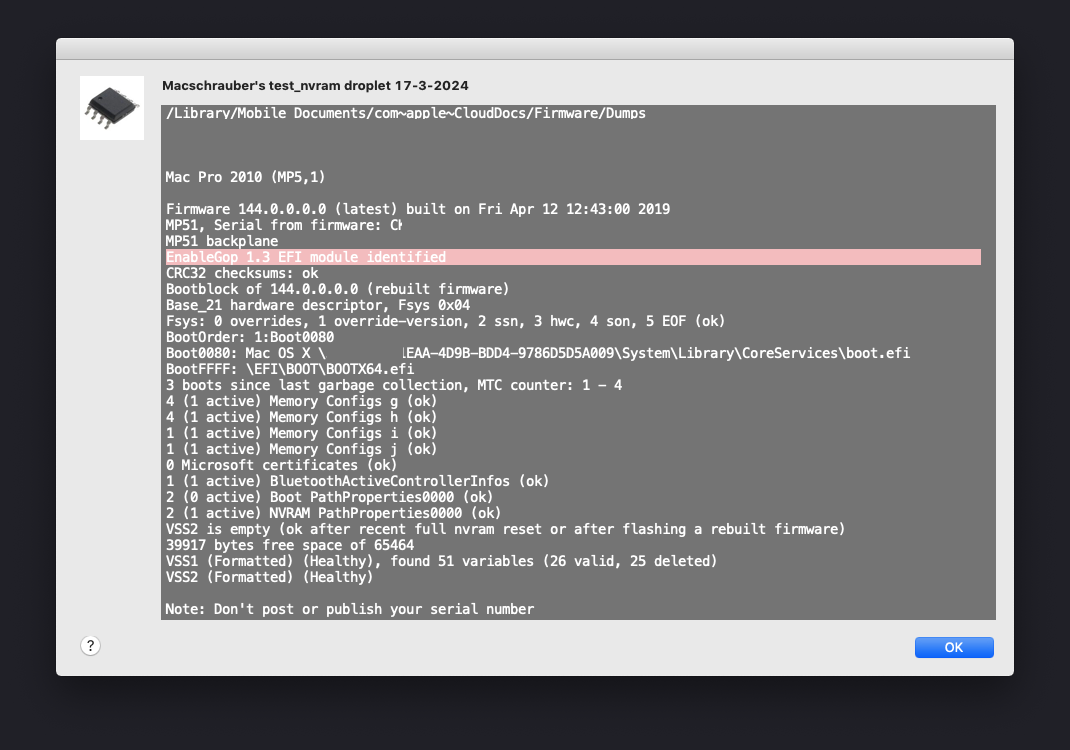 Macschrauber's test_nvram droplet 17-3-2024
/Library/Mobile Documents/com~apple~CloudDocs/Firmware/Dumps
Mac Pro 2010 (MP5,1)
Firmware 144.0.0.0.0 (latest) built on Fri Apr 12 12:43:00 2019
MP51, Serial from firmware:
MP51 backplane
EnableGop 1.3 EFI module identified
CRC32 checksums: ok
Bootblock of 144.0.0.0.0 (rebuilt firmware)
Base_21 hardware descriptor, Fsys 0x04
Fsys: 0 overrides, 1 override-version, 2 ssn, 3 hwc, 4 son, 5 EOF (ok)
BootOrder: 1:Boot0080
Boot0080: Mac OS X \ EAA-4D9B-BDD4-9786D5D5A009\System\Library\CoreServices\boot.efi
BootFFFF: \EFI\BOOT\BOOTX64.efi
3 boots since last garbage collection, MTC counter: 1 - 4
4 (1 active) Memory Configs g (ok)
4 (1 active) Memory Configs h (ok)
1 (1 active) Memory Configs i (ok)
1 (1 active) Memory Configs j (ok)
0 Microsoft certificates (ok)
1 (1 active) BluetoothActiveControllerInfos (ok)
2 (0 active) Boot PathProperties0000 (ok)
2 (1 active) NVRAM PathProperties0000 (ok)
VSS2 is empty (ok after recent full nvram reset or after flashing a rebuilt firmware)
39917 bytes free space of 65464
VSS1 (Formatted) (Healthy), found 51 variables (26 valid, 25 deleted)
VSS2 (Formatted) (Healthy)
Note: Don't post or publish your serial number
?
OK